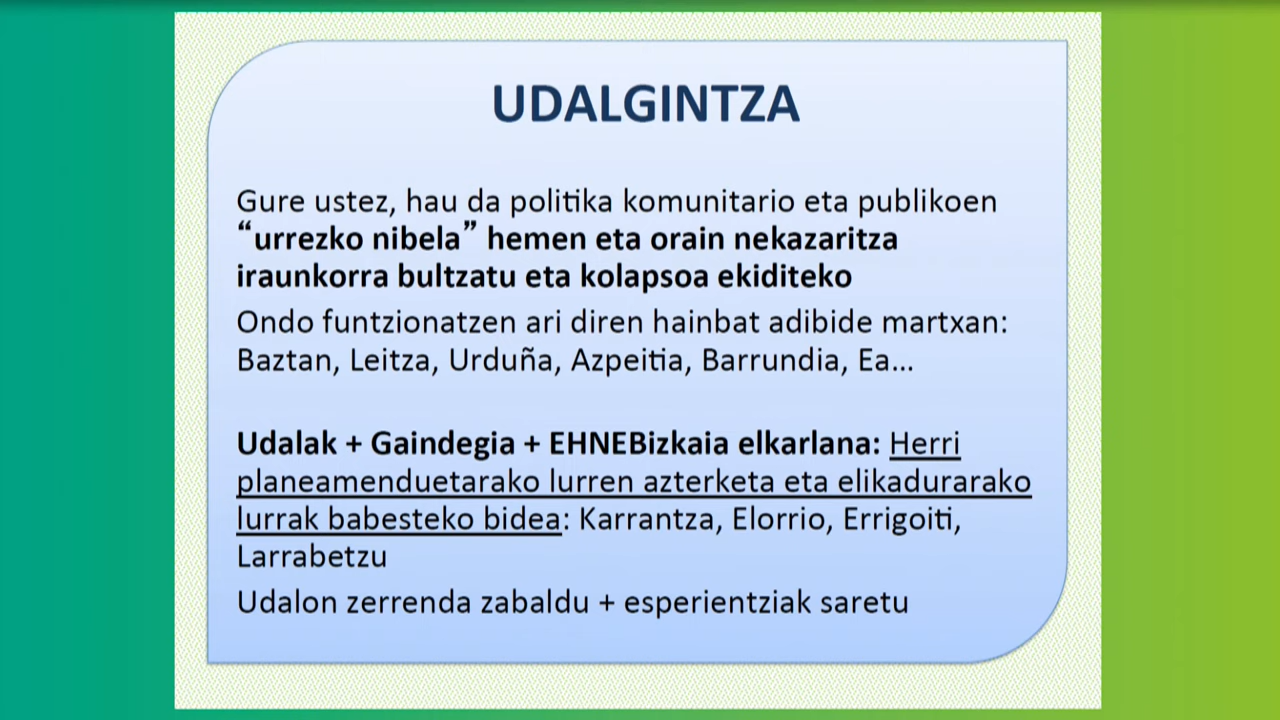 UDALGINTZA
Gure ustez, hau da politika komunitario eta publikoen
“urrezko nibela” hemen eta orain nekazaritza
iraunkorra bultzatu eta kolapsoa ekiditeko
Ondo funtzionatzen ari diren hainbat adibide martxan:
Baztan, Leitza, Urduña, Azpeitia, Barrundia, Ea...
Udalak + Gaindegia + EHNEBizkaia elkarlana: Herri
planeamenduetarako lurren azterketa eta elikadurarako
lurrak babesteko bidea: Karrantza, Elorrio, Errigoiti,
Larrabetzu
Udalon zerrenda zabaldu + esperientziak saretu